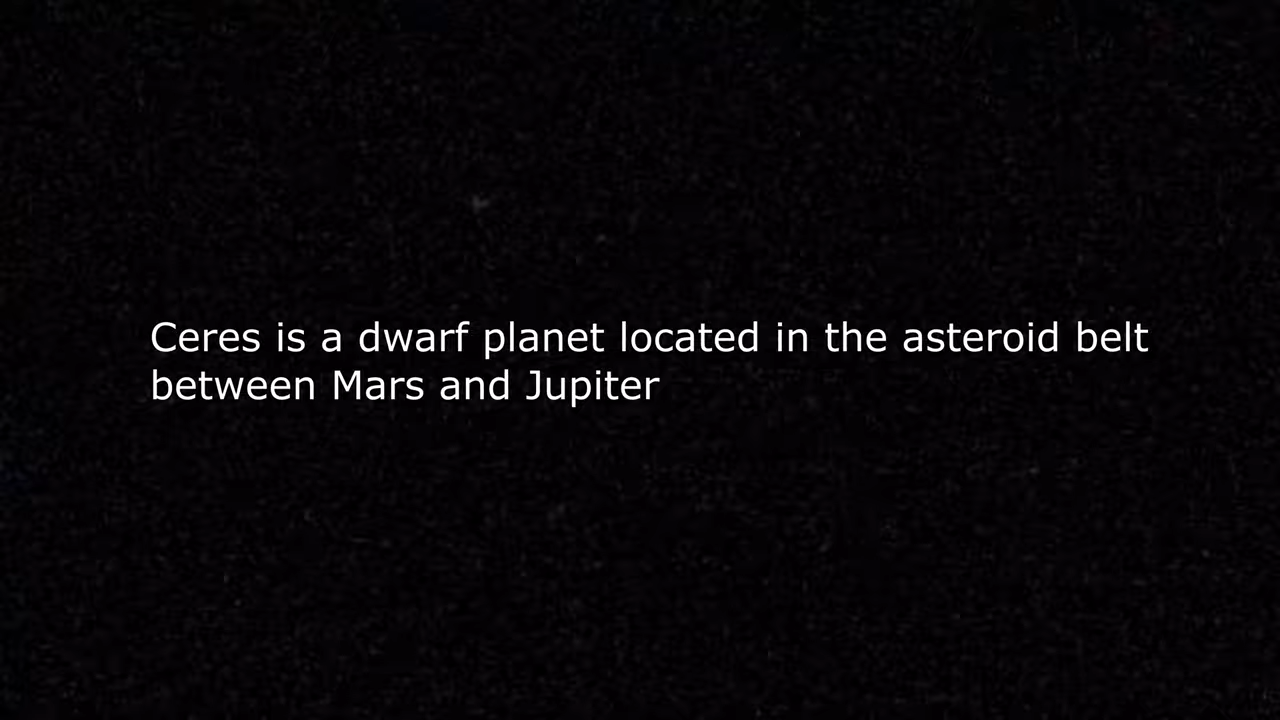 Ceres is a dwarf planet located in the asteroid belt
between Mars and Jupiter